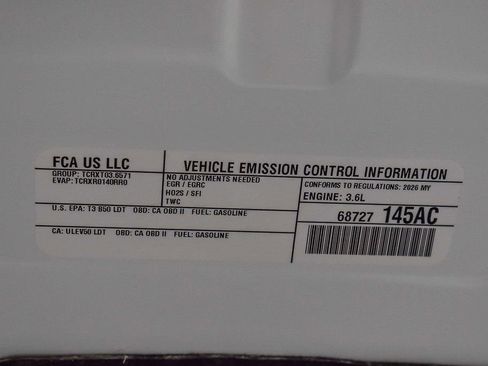 FCA US LLC
GROUP: TCRXT03.6571
EVAP: TCRXR0140RR0
VEHICLE EMISSION CONTROL INFORMATION
NO ADJUSTMENTS NEEDED
EGR / EGRC
HO2S / SFI
TWC
CONFORMS TO REGULATIONS: 2026 MY
ENGINE: 3.6L
U.S. EPA: T3 B50 LDT OBD: CA OBD II FUEL: GASOLINE
68727 145AC
CA: ULEV50 LDT OBD: CA OBD II FUEL: GASOLINE